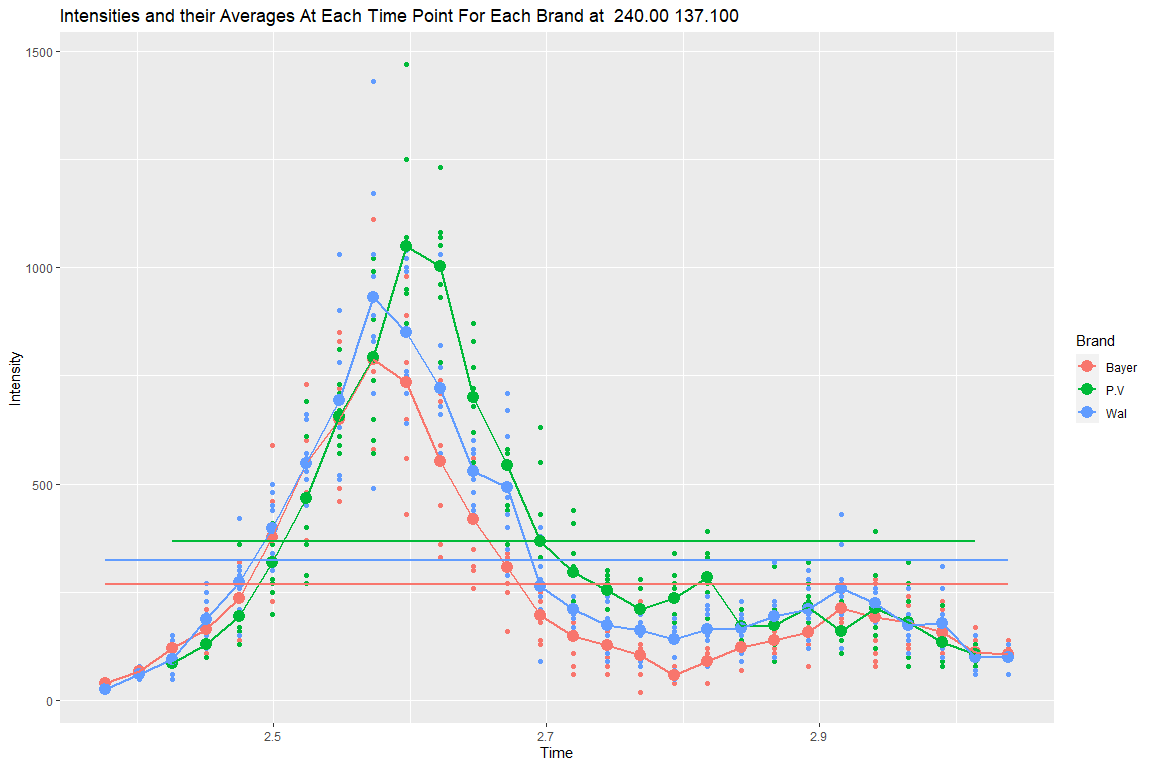 Intensities and their Averages At Each Time Point For Each Brand at  240.00 137.100
1500
1000
500
0
Intensity
2.5
2.7
2.9
Time
Brand
Bayer
P.V
Wal